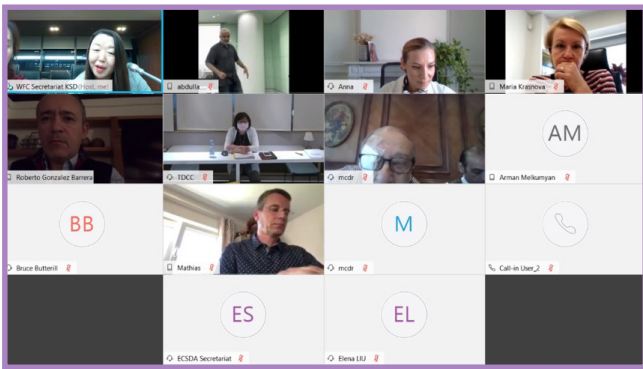 WFC Secretariat KSD(Host, me)
abdulla
Anna
Maria Krasnova
Roberto Gonzalez Barrera
TDCC
mcdr
AM
Arman Melkumyan
BB
Bruce Butterill
Mathias
M
mcdr
Call-in User_2
ES
ECSDA Secretariat
EL
Elena LIU